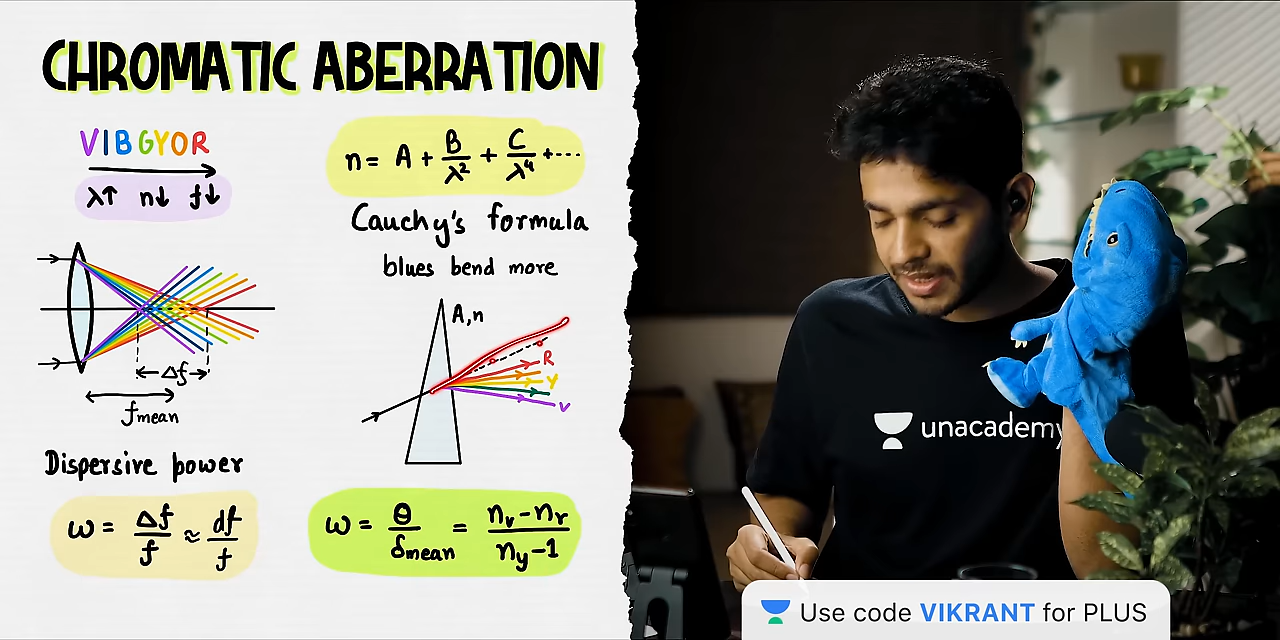 CHROMATIC ABERRATION
VIBGYOR
λ↑ n↓ f↓
n = A + B/λ² + C/λ⁴ + ....
Cauchy's formula
blues bend more
A, n
R
Y
V
Δf
fmean
Dispersive power
ω = Δf/f ≈ df/f
ω = θ/δmean = (nv - nr)/(ny - 1)
unacademy
Use code VIKRANT for PLUS